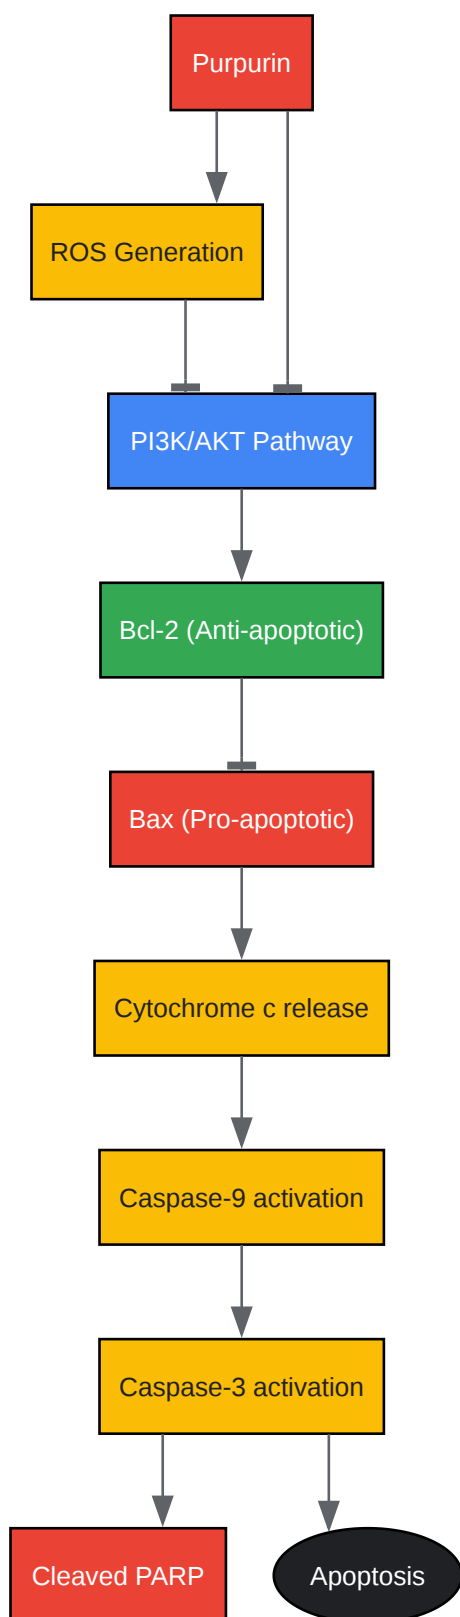 Purpurin
ROS Generation
PI3K/AKT Pathway
Bcl-2 (Anti-apoptotic)
Bax (Pro-apoptotic)
Cytochrome c release
Caspase-9 activation
Caspase-3 activation
Cleaved PARP
Apoptosis